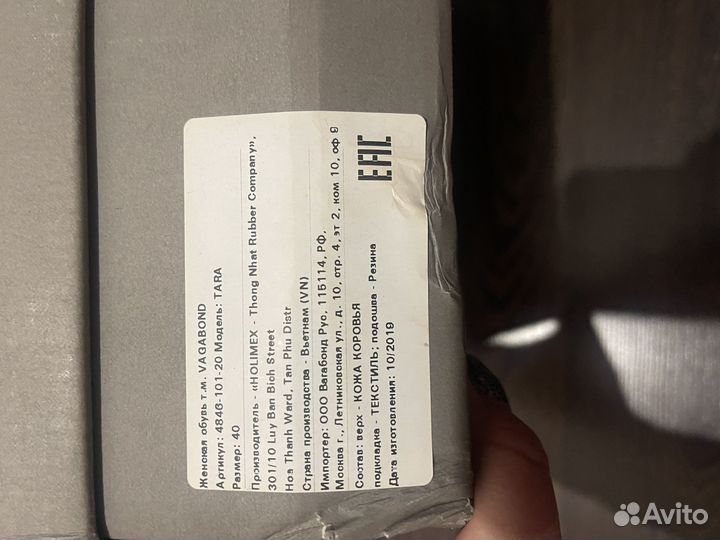 Женская обувь т.м. VAGABOND
Артикул: 4846-101-20 Модель: TARA
Размер: 40
Производитель - «HOLIMEX - Thong Nhat Rubber Company»,
301/10 Luy Ban Bich Street
Hoa Thanh Ward, Tan Phu Distr
Страна производства - Вьетнам (VN)
Импортер: ООО Вагабонд Рус, 115114, РФ,
Москва г., Летниковская ул., д. 10, стр. 4, эт 2, ком 10, оф 9
Состав: верх - КОЖА КОРОВЬЯ
подкладка - ТЕКСТИЛЬ; подошва - Резина
Дата изготовления: 10/2019
EAC
Avito